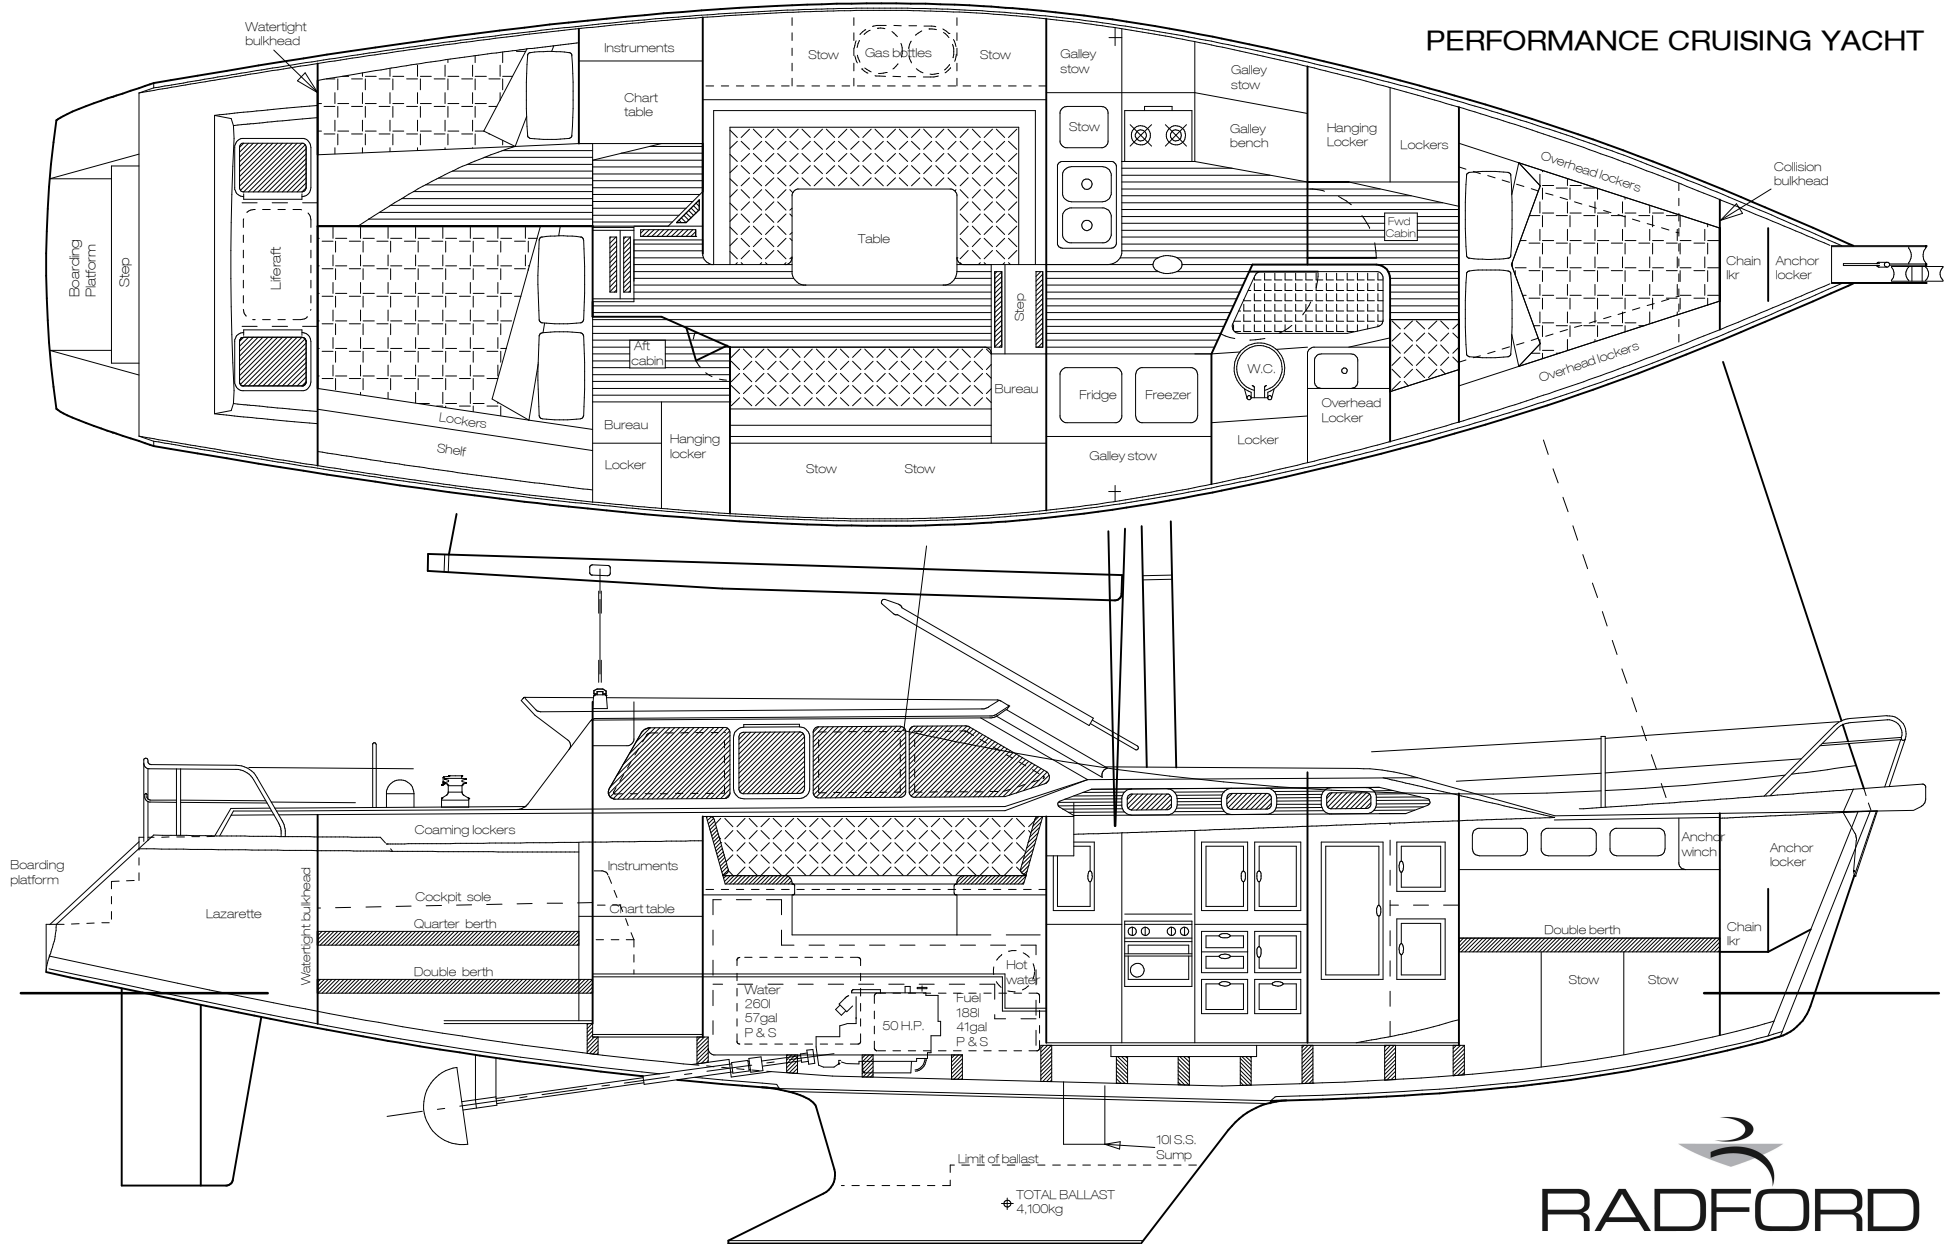 PERFORMANCE CRUISING YACHT
Watertight
bulkhead
Instruments
Stow
Gas bottles
Stow
Galley
stow
Galley
stow
Chart
table
Stow
Galley
bench
Hanging
Locker
Lockers
Overhead lockers
Collision
bulkhead
Boarding
Platform
Step
Liferaft
Table
Fwd
Cabin
Chain
lkr
Anchor
locker
Step
Aft
cabin
W.C.
Bureau
Fridge
Freezer
Overhead lockers
Overhead
Locker
Lockers
Bureau
Shelf
Hanging
locker
Locker
Locker
Stow
Stow
Galley stow
Coaming lockers
Anchor
winch
Anchor
locker
Boarding
platform
Instruments
Watertight bulkhead
Cockpit sole
Chart table
Lazarette
Quarter berth
Double berth
Chain
lkr
Double berth
Hot
water
Stow
Stow
Water
260l
57gal
P & S
50 H.P.
Fuel
188l
41gal
P & S
10l S.S.
Sump
Limit of ballast
TOTAL BALLAST
4,100kg
RADFORD